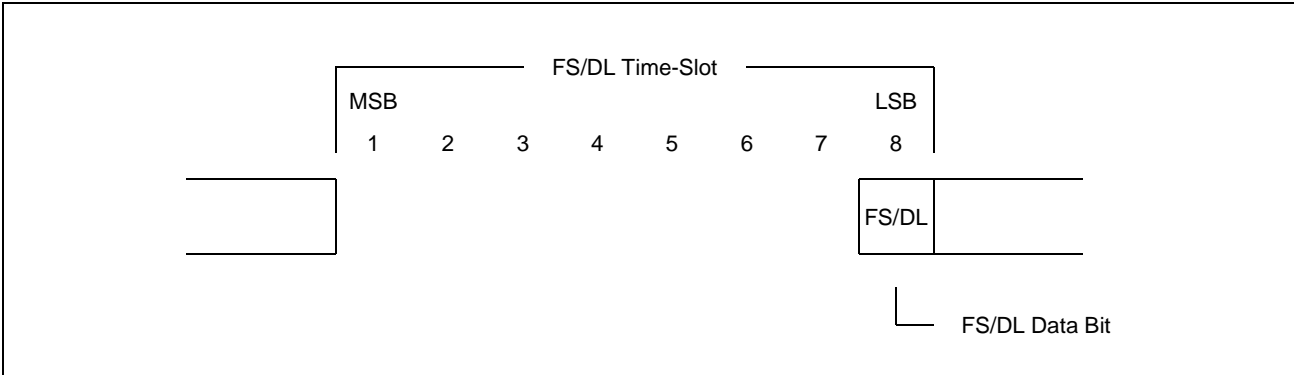 FS/DL Time-Slot
MSB LSB
1 2 3 4 5 6 7 8
FS/DL
FS/DL Data Bit